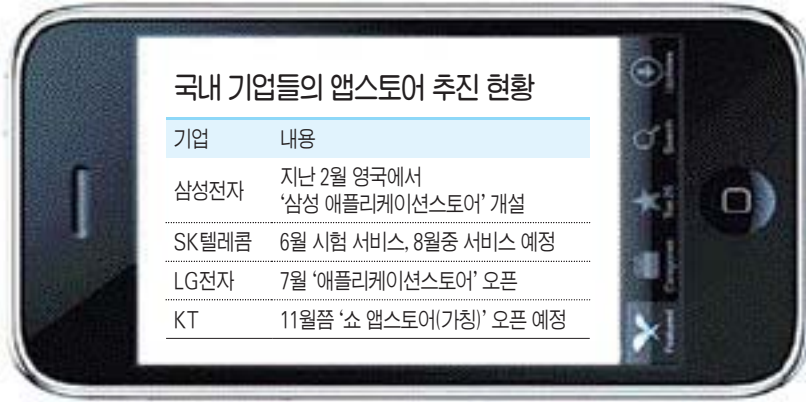 국내 기업들의 앱스토어 추진 현황
기업 내용
삼성전자 지난 2월 영국에서
‘삼성 애플리케이션스토어’ 개설
SK텔레콤 6월 시험 서비스, 8월중 서비스 예정
LG전자 7월 ‘애플리케이션스토어’ 오픈
KT 11월쯤 ‘쇼 앱스토어(가칭)’ 오픈 예정
Search
Categories
Featured